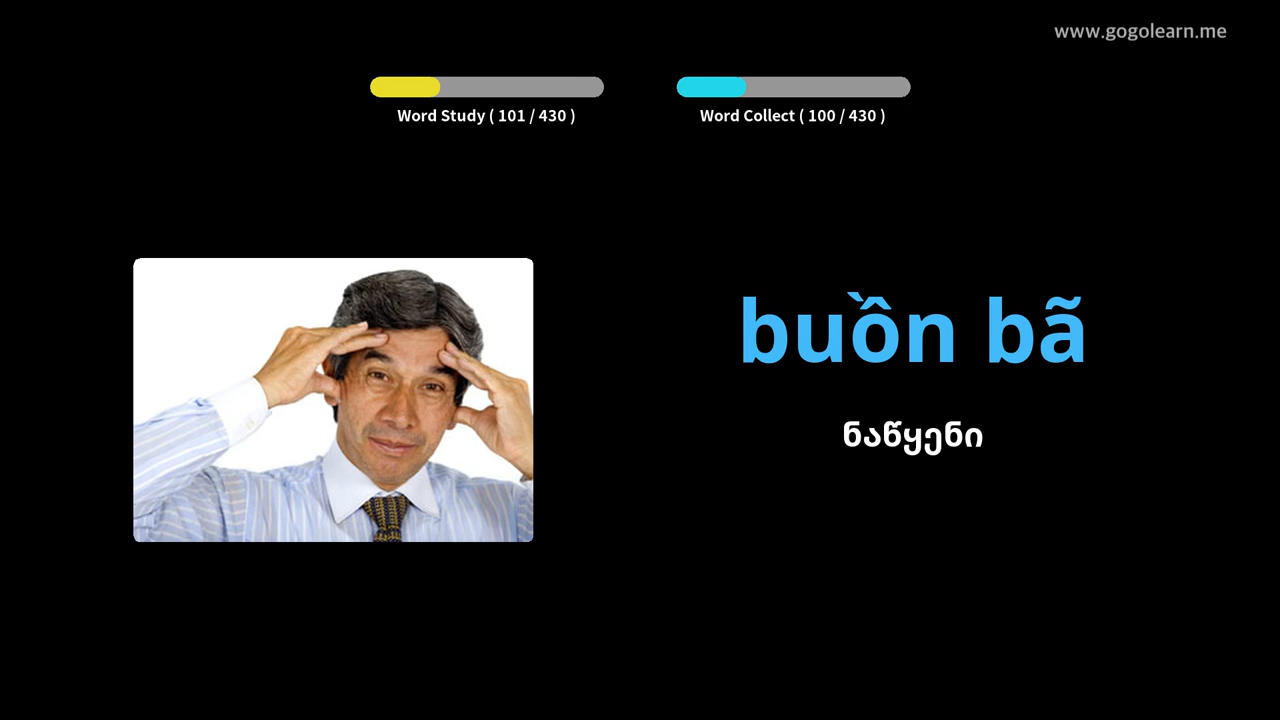 www.gogolearn.me
Word Study ( 101 / 430 )
Word Collect ( 100 / 430 )
buồn bã
ნაწყენი